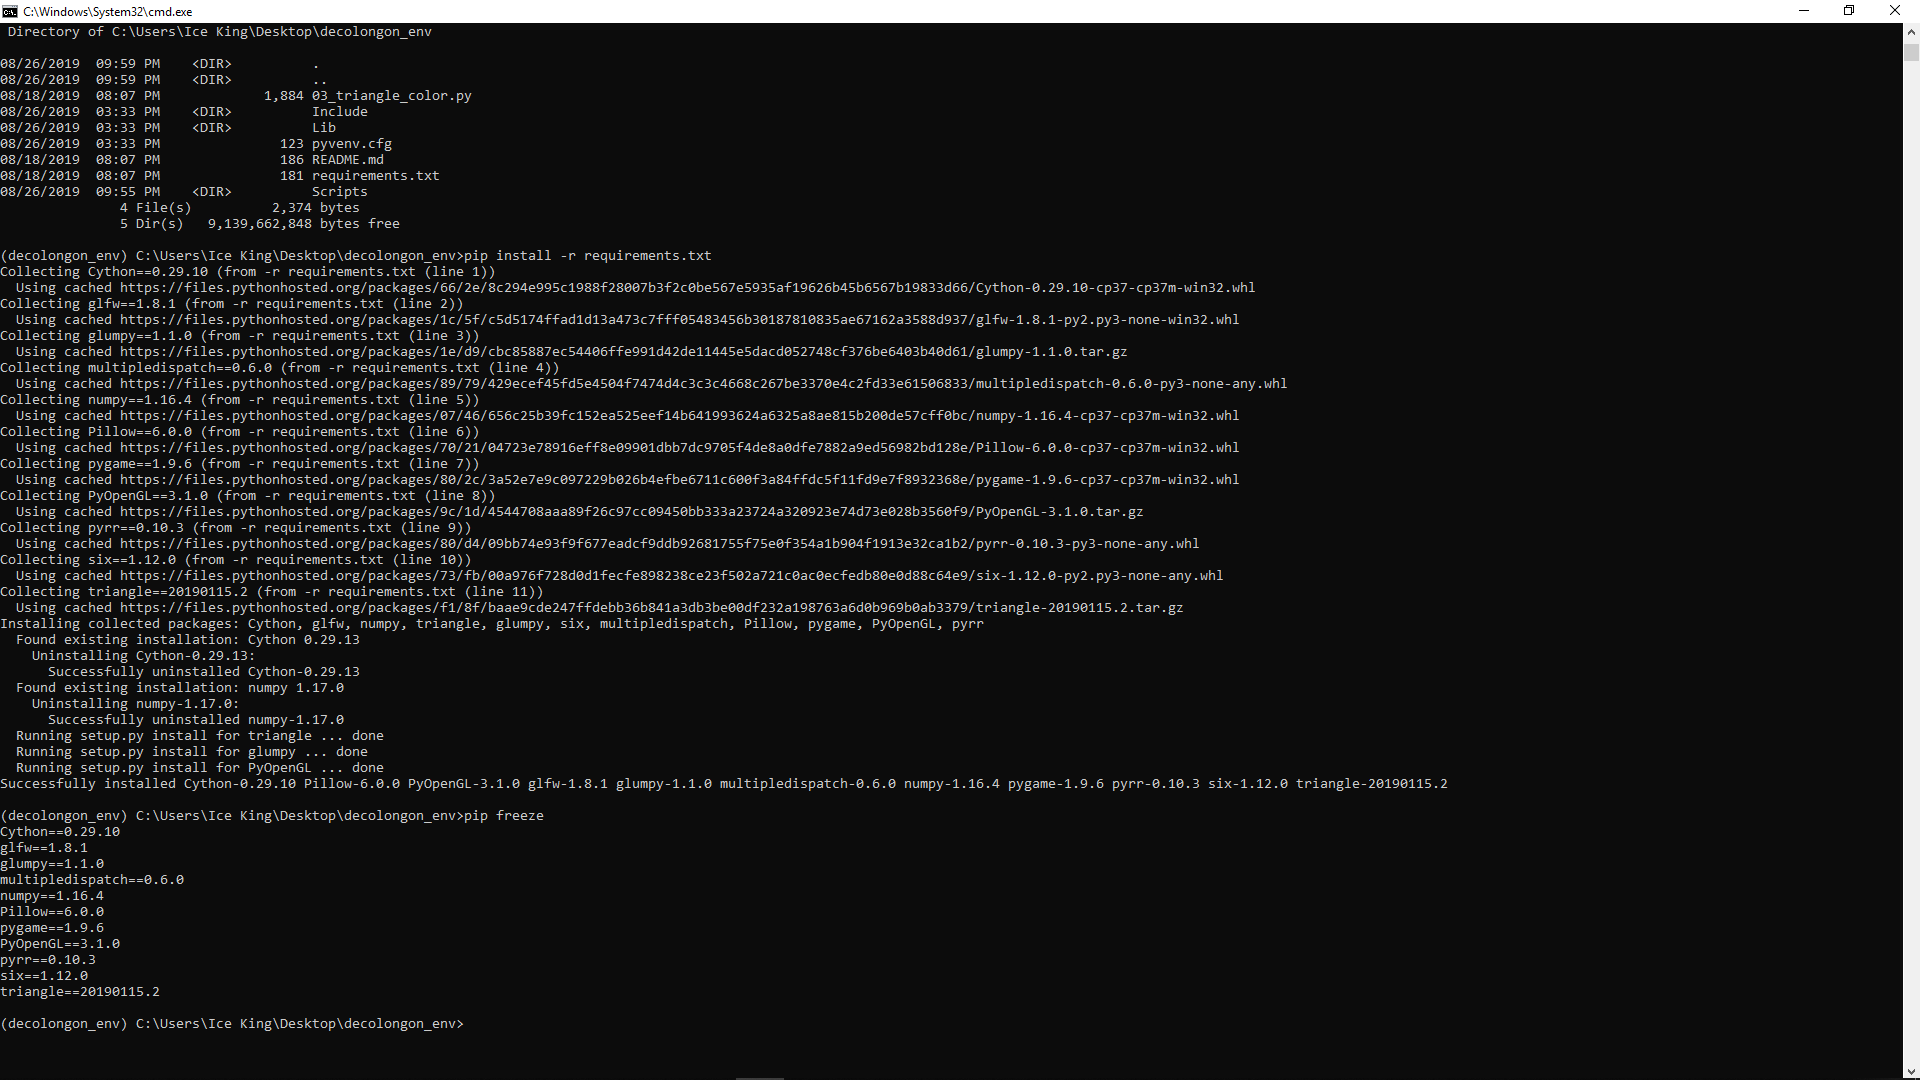 C:\Windows\System32\cmd.exe
Directory of C:\Users\Ice King\Desktop\decolongon_env
08/26/2019  09:59 PM    <DIR>          .
08/26/2019  09:59 PM    <DIR>          ..
08/18/2019  08:07 PM             1,884 03_triangle_color.py
08/26/2019  03:33 PM    <DIR>          Include
08/26/2019  03:33 PM    <DIR>          Lib
08/26/2019  03:33 PM               123 pyvenv.cfg
08/18/2019  08:07 PM               186 README.md
08/18/2019  08:07 PM               181 requirements.txt
08/26/2019  09:55 PM    <DIR>          Scripts
4 File(s)          2,374 bytes
5 Dir(s)   9,139,662,848 bytes free
(decolongon_env) C:\Users\Ice King\Desktop\decolongon_env>pip install -r requirements.txt
Collecting Cython==0.29.10 (from -r requirements.txt (line 1))
Using cached https://files.pythonhosted.org/packages/66/2e/8c294e995c1988f28007b3f2c0be567e5935af19626b45b6567b19833d66/Cython-0.29.10-cp37-cp37m-win32.whl
Collecting glfw==1.8.1 (from -r requirements.txt (line 2))
Using cached https://files.pythonhosted.org/packages/1c/5f/c5d5174ffad1d13a473c7fff05483456b30187810835ae67162a3588d937/glfw-1.8.1-py2.py3-none-win32.whl
Collecting glumpy==1.1.0 (from -r requirements.txt (line 3))
Using cached https://files.pythonhosted.org/packages/1e/d9/cbc85887ec54406ffe991d42de11445e5dacd052748cf376be6403b40d61/glumpy-1.1.0.tar.gz
Collecting multipledispatch==0.6.0 (from -r requirements.txt (line 4))
Using cached https://files.pythonhosted.org/packages/89/79/429ecef45fd5e4504f7474d4c3c3c4668c267be3370e4c2fd33e61506833/multipledispatch-0.6.0-py3-none-any.whl
Collecting numpy==1.16.4 (from -r requirements.txt (line 5))
Using cached https://files.pythonhosted.org/packages/07/46/656c25b39fc152ea525eef14b641993624a6325a8ae815b200de57cff0bc/numpy-1.16.4-cp37-cp37m-win32.whl
Collecting Pillow==6.0.0 (from -r requirements.txt (line 6))
Using cached https://files.pythonhosted.org/packages/70/21/04723e78916eff8e09901dbb7dc9705f4de8a0dfe7882a9ed56982bd128e/Pillow-6.0.0-cp37-cp37m-win32.whl
Collecting pygame==1.9.6 (from -r requirements.txt (line 7))
Using cached https://files.pythonhosted.org/packages/80/2c/3a52e7e9c097229b026b4efbe6711c600f3a84ffdc5f11fd9e7f8932368e/pygame-1.9.6-cp37-cp37m-win32.whl
Collecting PyOpenGL==3.1.0 (from -r requirements.txt (line 8))
Using cached https://files.pythonhosted.org/packages/9c/1d/4544708aaa89f26c97cc09450bb333a23724a320923e74d73e028b3560f9/PyOpenGL-3.1.0.tar.gz
Collecting pyrr==0.10.3 (from -r requirements.txt (line 9))
Using cached https://files.pythonhosted.org/packages/80/d4/09bb74e93f9f677eadcf9ddb92681755f75e0f354a1b904f1913e32ca1b2/pyrr-0.10.3-py3-none-any.whl
Collecting six==1.12.0 (from -r requirements.txt (line 10))
Using cached https://files.pythonhosted.org/packages/73/fb/00a976f728d0d1fecfe898238ce23f502a721c0ac0ecfedb80e0d88c64e9/six-1.12.0-py2.py3-none-any.whl
Collecting triangle==20190115.2 (from -r requirements.txt (line 11))
Using cached https://files.pythonhosted.org/packages/f1/8f/baae9cde247ffdebb36b841a3db3be00df232a198763a6d0b969b0ab3379/triangle-20190115.2.tar.gz
Installing collected packages: Cython, glfw, numpy, triangle, glumpy, six, multipledispatch, Pillow, pygame, PyOpenGL, pyrr
Found existing installation: Cython 0.29.13
Uninstalling Cython-0.29.13:
Successfully uninstalled Cython-0.29.13
Found existing installation: numpy 1.17.0
Uninstalling numpy-1.17.0:
Successfully uninstalled numpy-1.17.0
Running setup.py install for triangle ... done
Running setup.py install for glumpy ... done
Running setup.py install for PyOpenGL ... done
Successfully installed Cython-0.29.10 Pillow-6.0.0 PyOpenGL-3.1.0 glfw-1.8.1 glumpy-1.1.0 multipledispatch-0.6.0 numpy-1.16.4 pygame-1.9.6 pyrr-0.10.3 six-1.12.0 triangle-20190115.2
(decolongon_env) C:\Users\Ice King\Desktop\decolongon_env>pip freeze
Cython==0.29.10
glfw==1.8.1
glumpy==1.1.0
multipledispatch==0.6.0
numpy==1.16.4
Pillow==6.0.0
pygame==1.9.6
PyOpenGL==3.1.0
pyrr==0.10.3
six==1.12.0
triangle==20190115.2
(decolongon_env) C:\Users\Ice King\Desktop\decolongon_env>